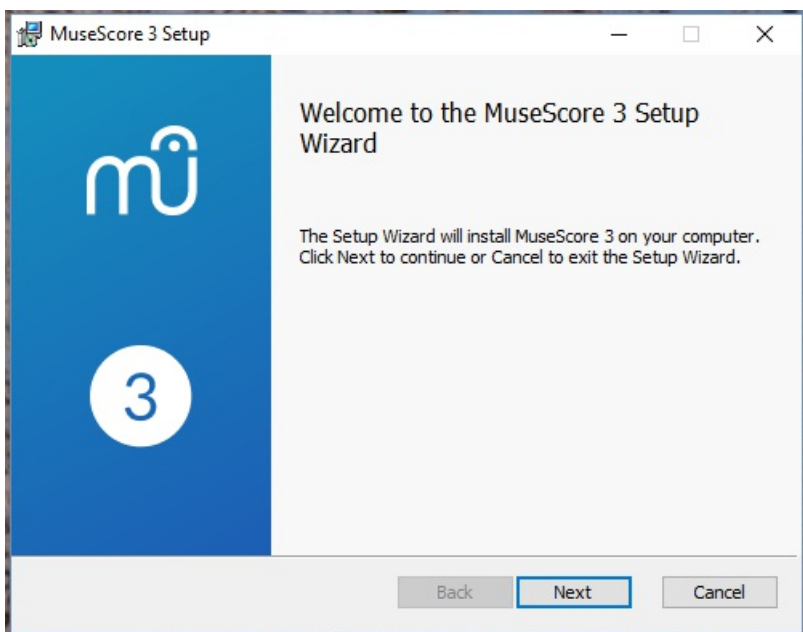 MuseScore 3 Setup
Welcome to the MuseScore 3 Setup
Wizard
The Setup Wizard will install MuseScore 3 on your computer.
Click Next to continue or Cancel to exit the Setup Wizard.
mu
3
Back
Next
Cancel